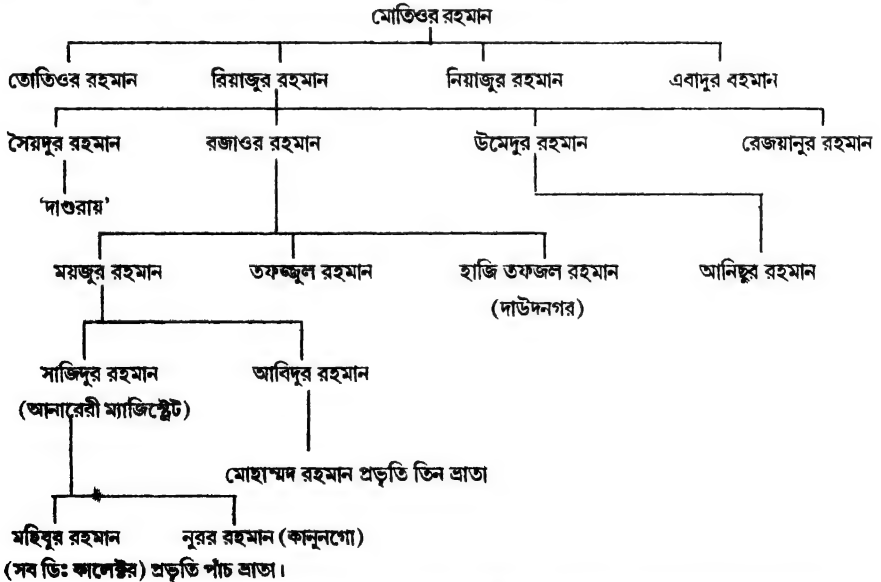 মোতিওর রহমান
তোতিওর রহমান রিয়াজুর রহমান নিয়াজুর রহমান এবাদুর বহমান
সৈয়দুর রহমান রজাওর রহমান উমেদুর রহমান রেজয়ানুর রহমান
‘দাশুরায়’
ময়জুর রহমান তফজ্জুল রহমান হাজি তফজল রহমান আনিছুর রহমান
(দাউদনগর)
সাজিদুর রহমান আবিদুর রহমান
(আনারেরী ম্যাজিষ্ট্রেট)
মোহাম্মদ রহমান প্রভৃতি তিন ভ্রাতা
মহিবুর রহমান নুরর রহমান (কানুনগো)
(সব ডিঃ কালেক্টর) প্রভৃতি পাঁচ ভ্রাতা।